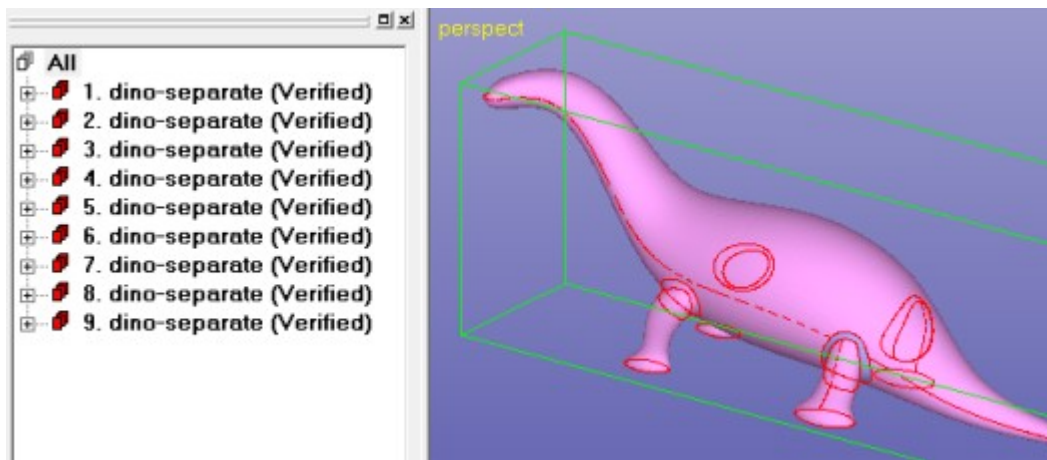 All
1. dino-separate (Verified)
2. dino-separate (Verified)
3. dino-separate (Verified)
4. dino-separate (Verified)
5. dino-separate (Verified)
6. dino-separate (Verified)
7. dino-separate (Verified)
8. dino-separate (Verified)
9. dino-separate (Verified)
perspect